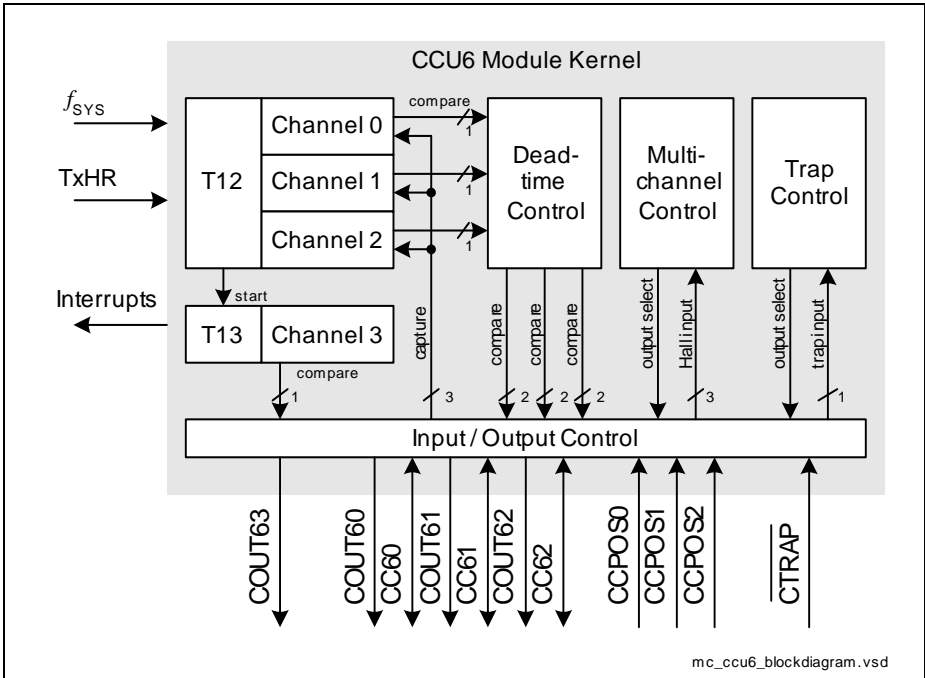 CCU6 Module Kernel
fSYS
TxHR
Interrupts
T12
Channel 0
Channel 1
Channel 2
compare
1
1
1
Dead-
time
Control
Multi-
channel
Control
Trap
Control
start
T13
Channel 3
compare
1
capture
3
compare
2
compare
2
compare
2
output select
Hall input
3
output select
trap input
1
Input / Output Control
COUT63
COUT60
CC60
COUT61
CC61
COUT62
CC62
CCPOS0
CCPOS1
CCPOS2
CTRAP
mc_ccu6_blockdiagram.vsd